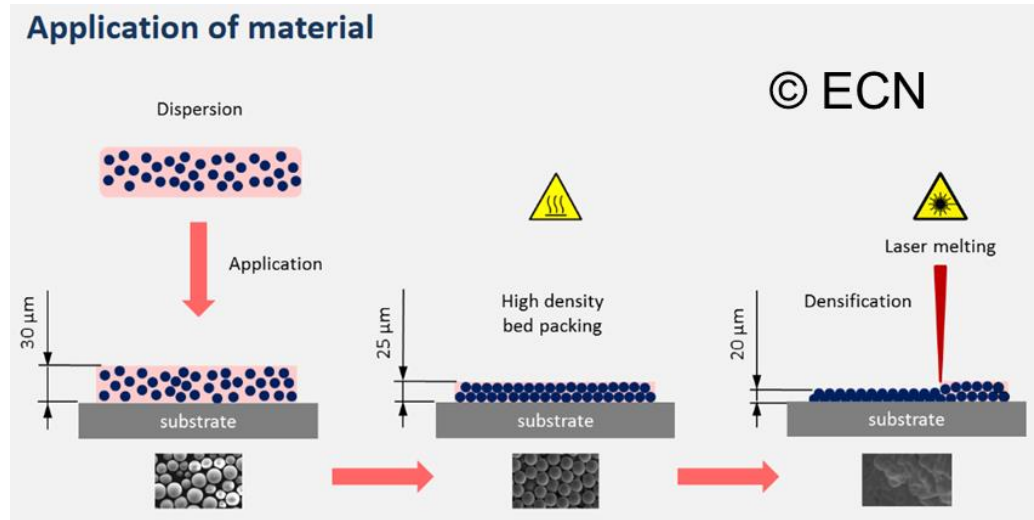 Application of material
© ECN
Dispersion
Application
Laser melting
High density
bed packing
Densification
30 µm
25 µm
20 µm
substrate
substrate
substrate